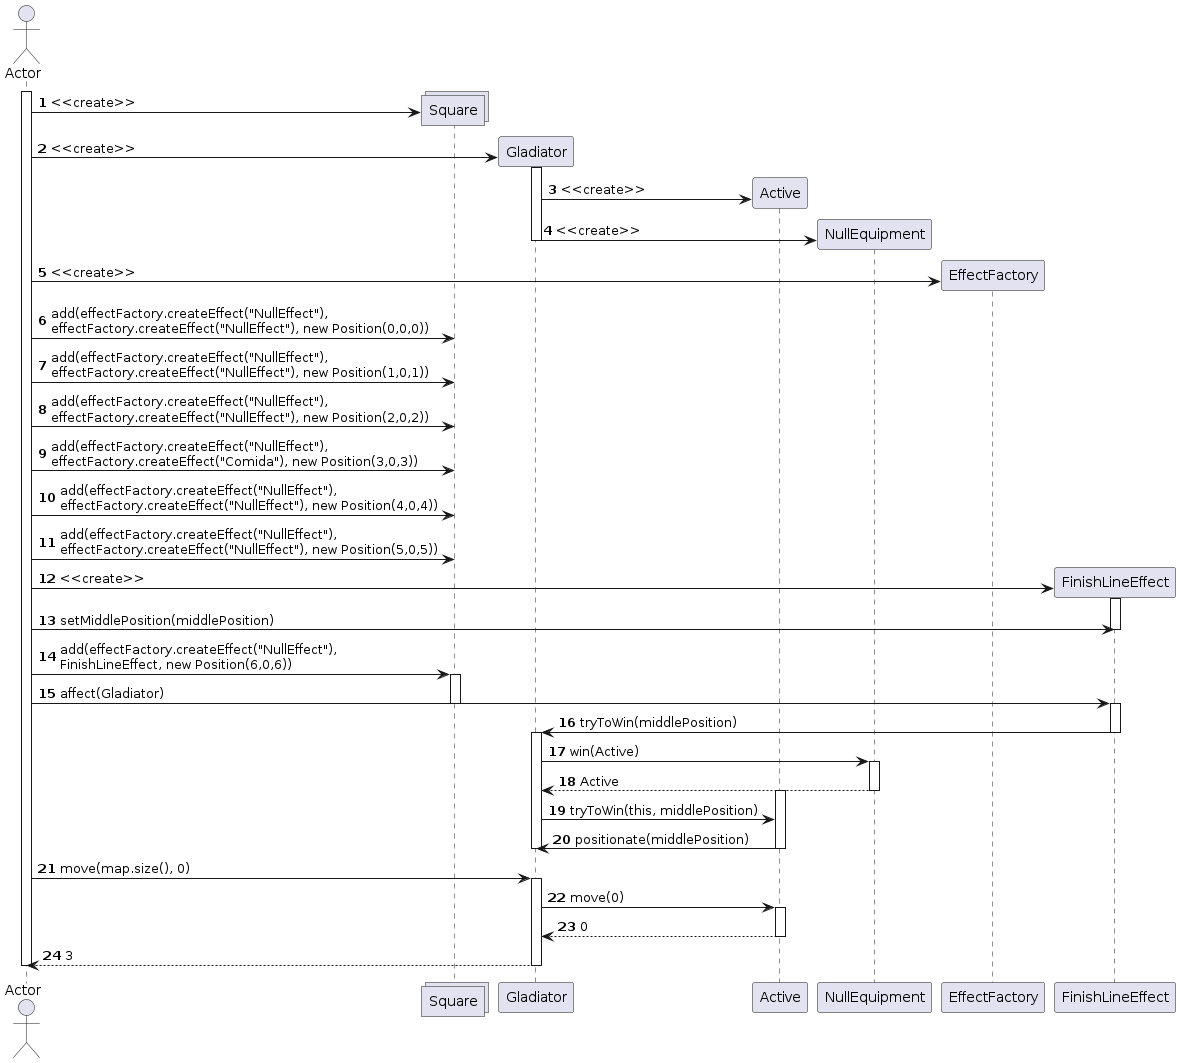 Actor
1 <<create>>
Square
2 <<create>>
Gladiator
3 <<create>>
Active
4 <<create>>
NullEquipment
5 <<create>>
EffectFactory
6 add(effectFactory.createEffect("NullEffect"),
effectFactory.createEffect("NullEffect"), new Position(0,0,0))
7 add(effectFactory.createEffect("NullEffect"),
effectFactory.createEffect("NullEffect"), new Position(1,0,1))
8 add(effectFactory.createEffect("NullEffect"),
effectFactory.createEffect("NullEffect"), new Position(2,0,2))
9 add(effectFactory.createEffect("NullEffect"),
effectFactory.createEffect("Comida"), new Position(3,0,3))
10 add(effectFactory.createEffect("NullEffect"),
effectFactory.createEffect("NullEffect"), new Position(4,0,4))
11 add(effectFactory.createEffect("NullEffect"),
effectFactory.createEffect("NullEffect"), new Position(5,0,5))
12 <<create>>
FinishLineEffect
13 setMiddlePosition(middlePosition)
14 add(effectFactory.createEffect("NullEffect"),
FinishLineEffect, new Position(6,0,6))
15 affect(Gladiator)
16 tryToWin(middlePosition)
17 win(Active)
18 Active
19 tryToWin(this, middlePosition)
20 positionate(middlePosition)
21 move(map.size(), 0)
22 move(0)
23 0
24 3
Actor
Square
Gladiator
Active
NullEquipment
EffectFactory
FinishLineEffect